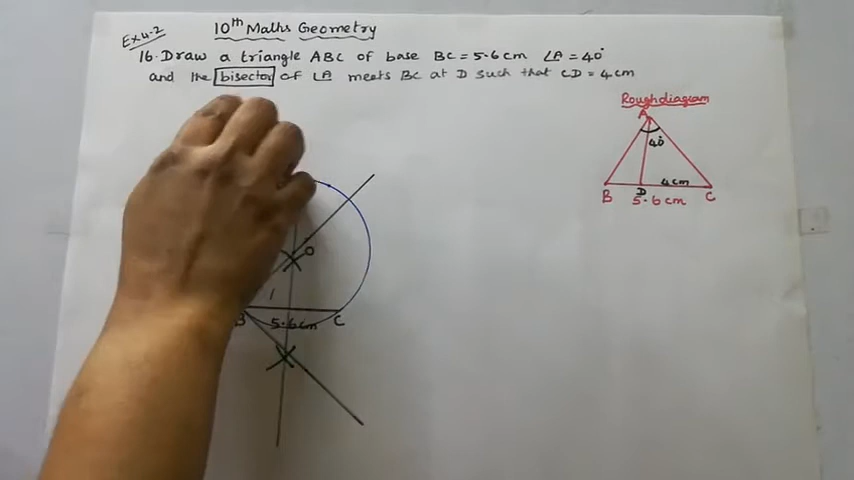 Ex 4.2
10th Maths Geometry
16. Draw a triangle ABC of base BC = 5.6 cm ∠A = 40°
and the bisector of ∠A meets BC at D such that CD = 4 cm
Rough diagram
A
40°
4 cm
B D C
5.6 cm
O
B C
5.6 cm